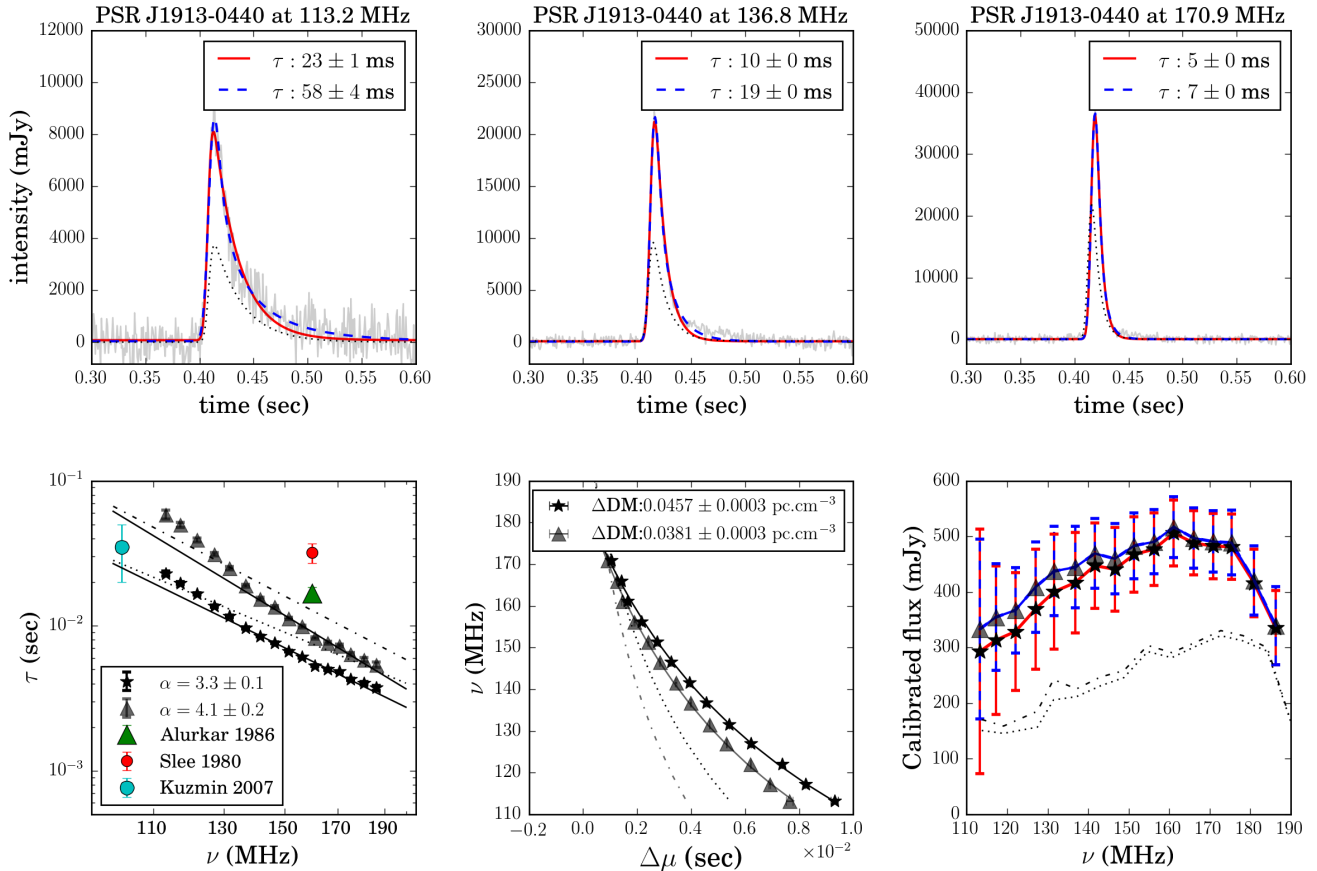 PSR J1913-0440 at 113.2 MHz
PSR J1913-0440 at 136.8 MHz
PSR J1913-0440 at 170.9 MHz
12000
10000
8000
6000
4000
2000
0
intensity (mJy)
τ : 23 ± 1 ms
τ : 58 ± 4 ms
0.30 0.35 0.40 0.45 0.50 0.55 0.60
time (sec)
30000
25000
20000
15000
10000
5000
0
τ : 10 ± 0 ms
τ : 19 ± 0 ms
0.30 0.35 0.40 0.45 0.50 0.55 0.60
time (sec)
50000
40000
30000
20000
10000
0
τ : 5 ± 0 ms
τ : 7 ± 0 ms
0.30 0.35 0.40 0.45 0.50 0.55 0.60
time (sec)
10⁻¹
10⁻²
10⁻³
τ (sec)
α = 3.3 ± 0.1
α = 4.1 ± 0.2
Alurkar 1986
Slee 1980
Kuzmin 2007
110 130 150 170 190
ν (MHz)
190
180
170
160
150
140
130
120
110
ν (MHz)
ΔDM:0.0457 ± 0.0003 pc.cm⁻³
ΔDM:0.0381 ± 0.0003 pc.cm⁻³
−0.2 0.0 0.2 0.4 0.6 0.8 1.0
×10⁻²
Δμ (sec)
600
500
400
300
200
100
0
Calibrated flux (mJy)
110 120 130 140 150 160 170 180 190
ν (MHz)